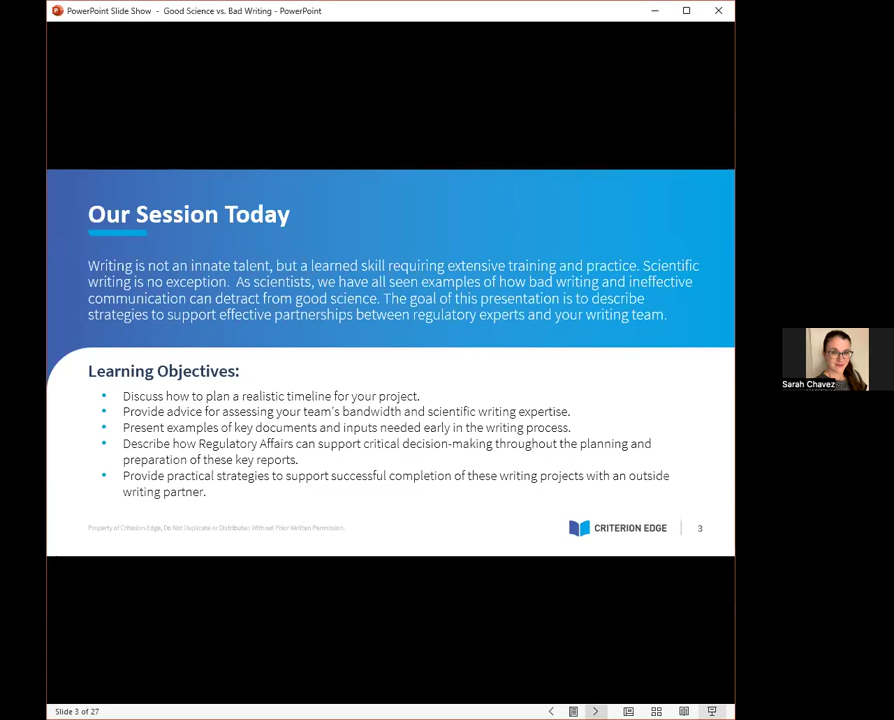 PowerPoint Slide Show - Good Science vs. Bad Writing - PowerPoint
Our Session Today
Writing is not an innate talent, but a learned skill requiring extensive training and practice. Scientific
writing is no exception. As scientists, we have all seen examples of how bad writing and ineffective
communication can detract from good science. The goal of this presentation is to describe
strategies to support effective partnerships between regulatory experts and your writing team.
Learning Objectives:
• Discuss how to plan a realistic timeline for your project.
• Provide advice for assessing your team's bandwidth and scientific writing expertise.
• Present examples of key documents and inputs needed early in the writing process.
• Describe how Regulatory Affairs can support critical decision-making throughout the planning and
preparation of these key reports.
• Provide practical strategies to support successful completion of these writing projects with an outside
writing partner.
Property of Criterion Edge, Do Not Duplicate or Distributed Without Prior Written Permission.
CRITERION EDGE
3
Sarah Chavez
Slide 3 of 27